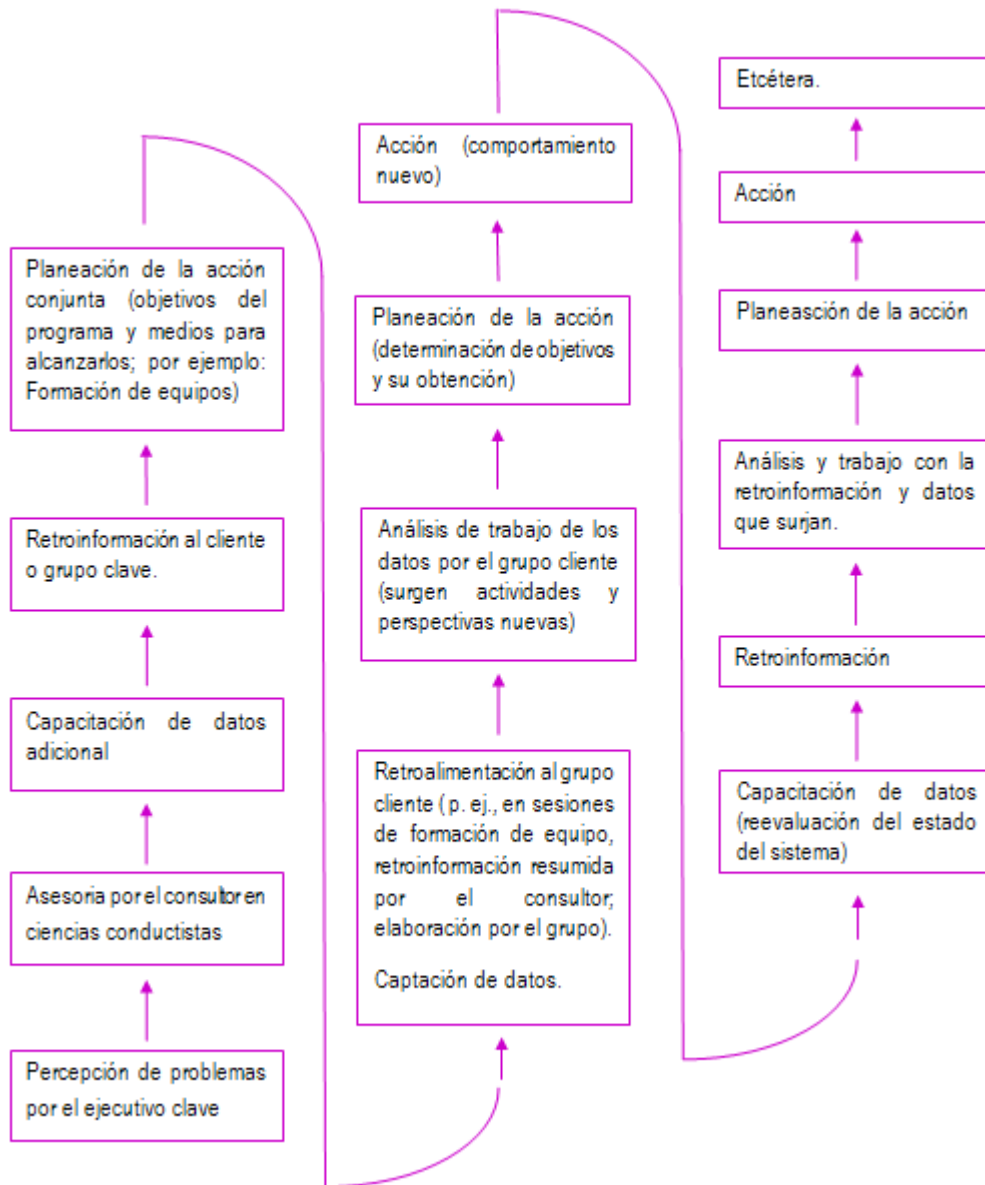 Percepción de problemas
por el ejecutivo clave
Asesoria por el consultor en
ciencias conductistas
Capacitación de datos
adicional
Retroinformación al cliente
o grupo clave.
Planeación de la acción
conjunta (objetivos del
programa y medios para
alcanzarlos; por ejemplo:
Formación de equipos)
Retroalimentación al grupo
cliente ( p. ej., en sesiones
de formación de equipo,
retroinformación resumida
por el consultor;
elaboración por el grupo).
Captación de datos.
Análisis de trabajo de los
datos por el grupo cliente
(surgen actividades y
perspectivas nuevas)
Planeación de la acción
(determinación de objetivos
y su obtención)
Acción (comportamiento
nuevo)
Capacitación de datos
(reevaluación del estado
del sistema)
Retroinformación
Análisis y trabajo con la
retroinformación y datos
que surjan.
Planeasción de la acción
Acción
Etcétera.